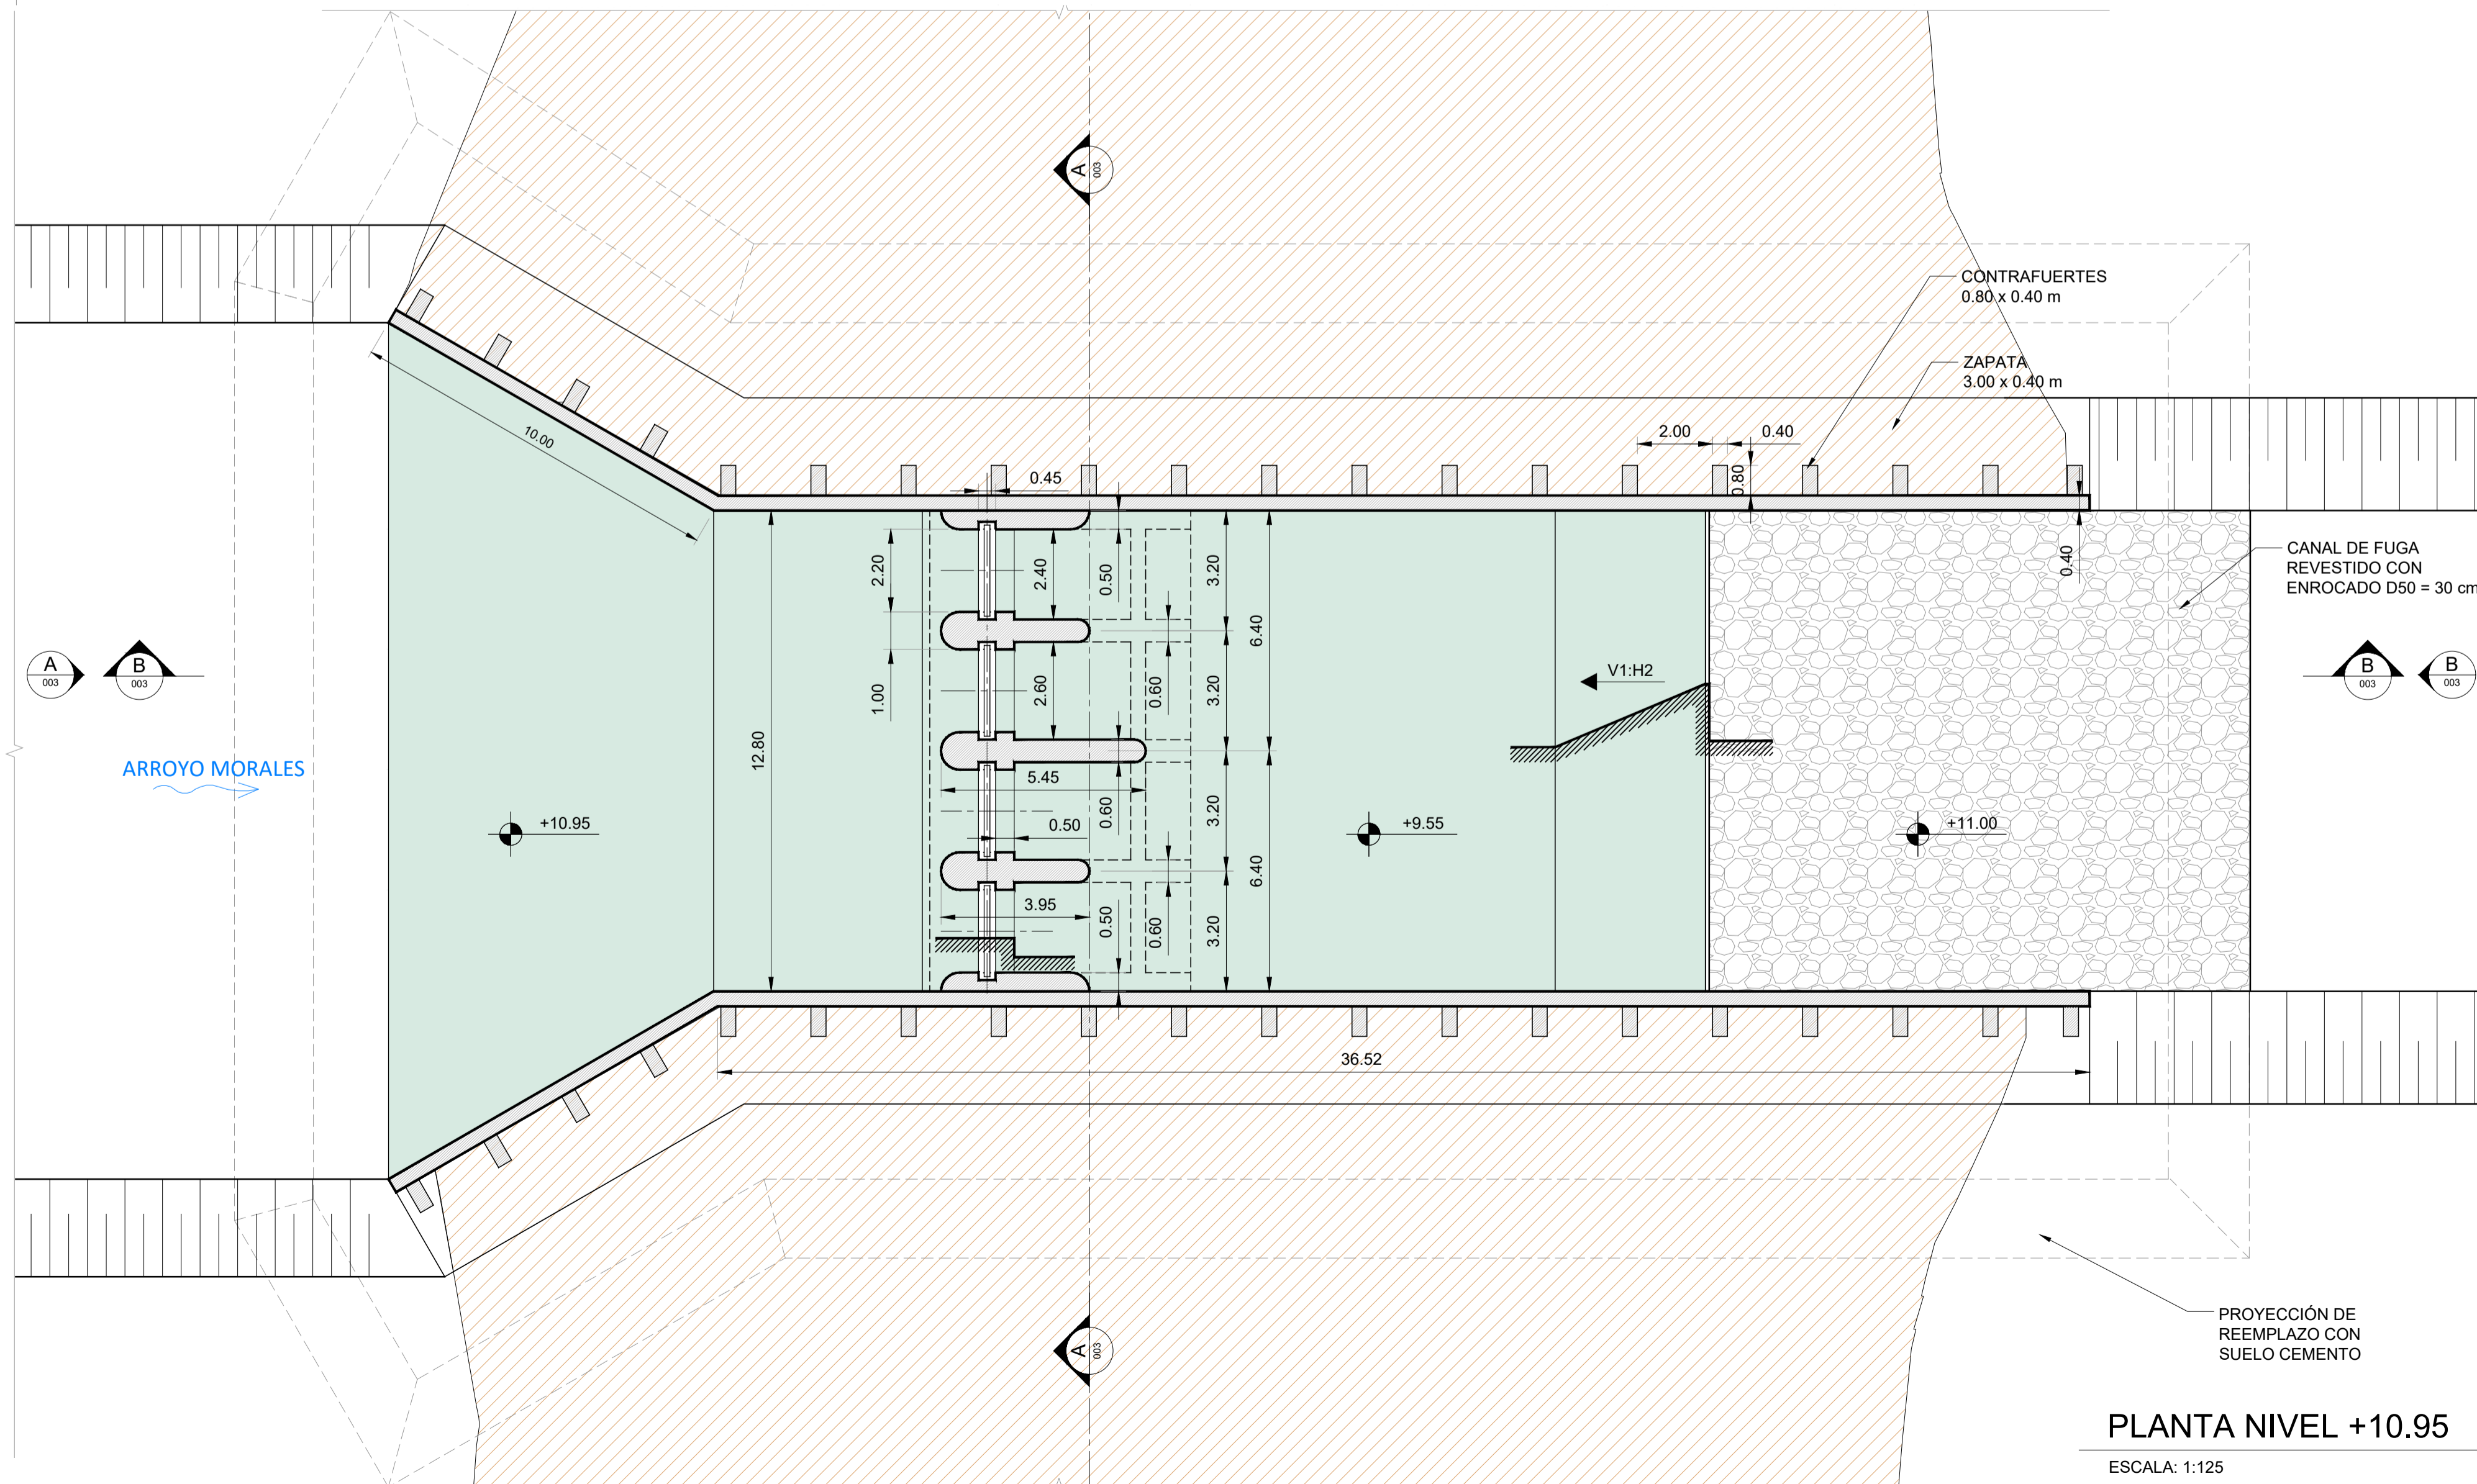 A
003
CONTRAFUERTES
0.80 x 0.40 m
ZAPATA
3.00 x 0.40 m
10.00
2.00
0.40
0.80
0.45
2.20
2.40
0.50
3.20
6.40
0.40
CANAL DE FUGA
REVESTIDO CON
ENROCADO D50 = 30 cm
A
003
B
003
1.00
2.60
0.60
3.20
V1:H2
B
003
B
003
12.80
ARROYO MORALES
5.45
0.60
3.20
+10.95
0.50
+9.55
+11.00
6.40
3.95
0.50
0.60
3.20
36.52
A
003
PROYECCIÓN DE
REEMPLAZO CON
SUELO CEMENTO
PLANTA NIVEL +10.95
ESCALA: 1:125